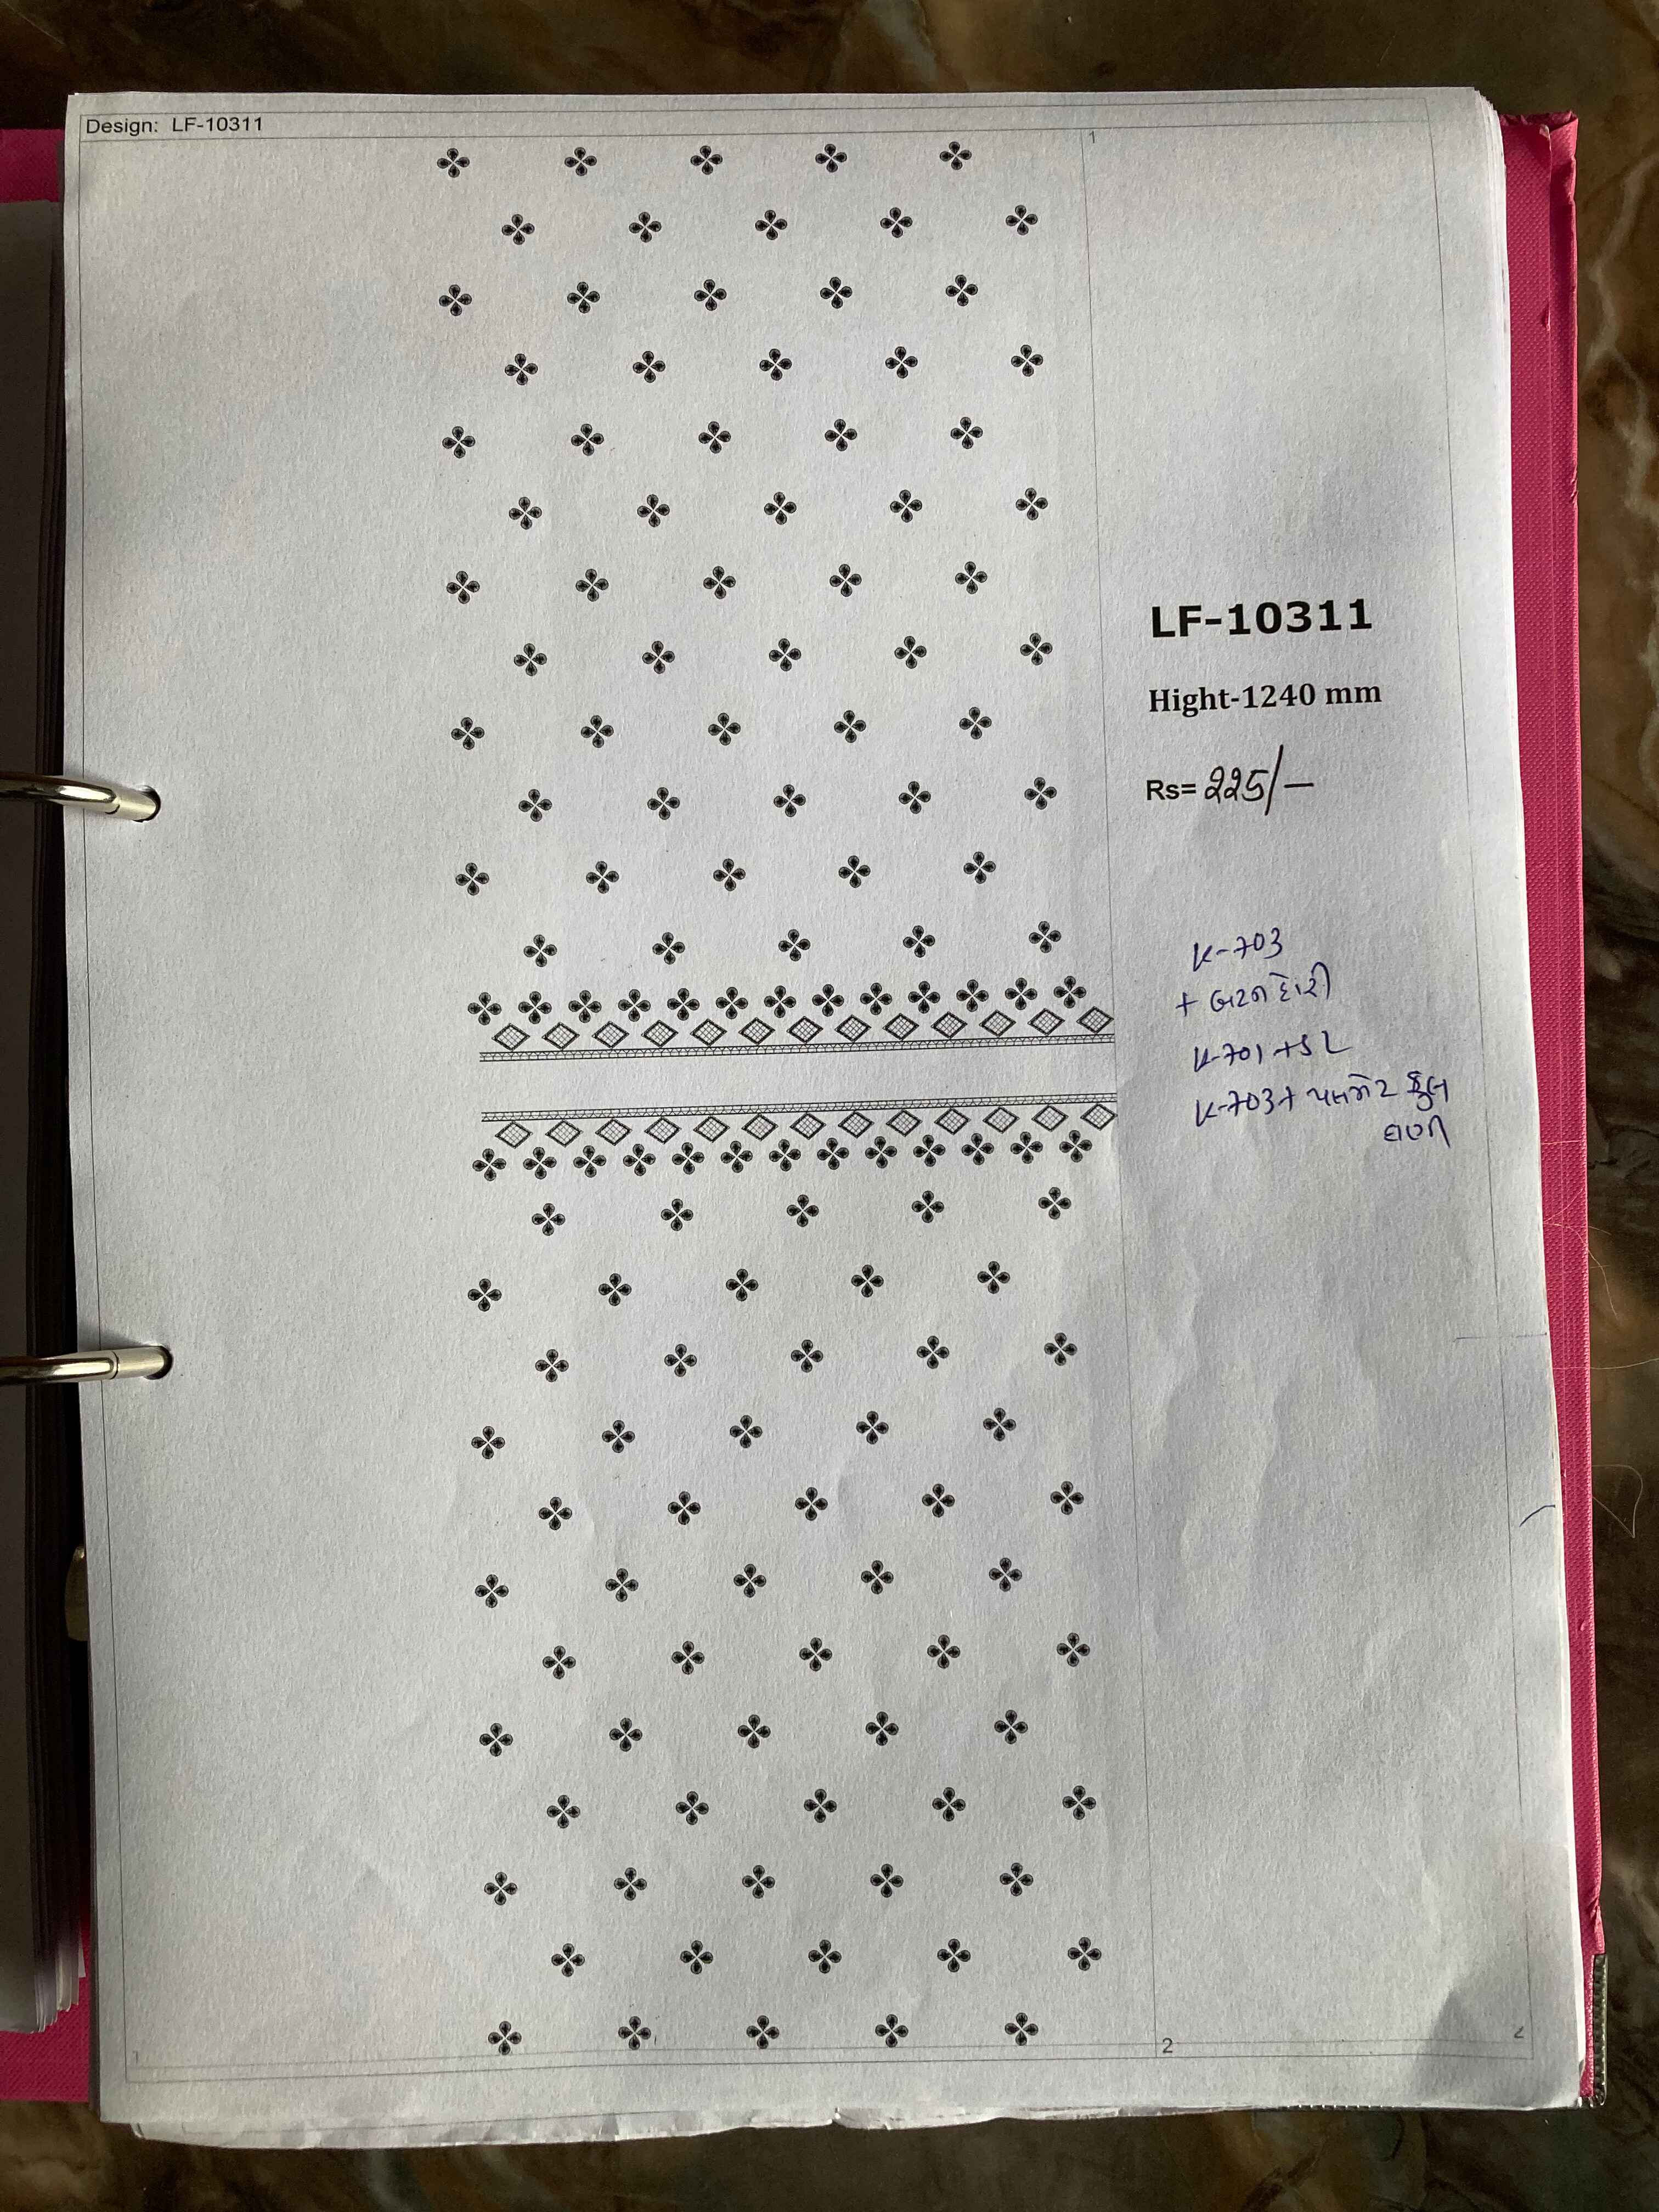 Design: LF-10311
1
LF-10311
Hight-1240 mm
Rs= 225/-
K-703
+ બટન દોરી
K-701 + SL
K-703 + ફુલ
1
2
2